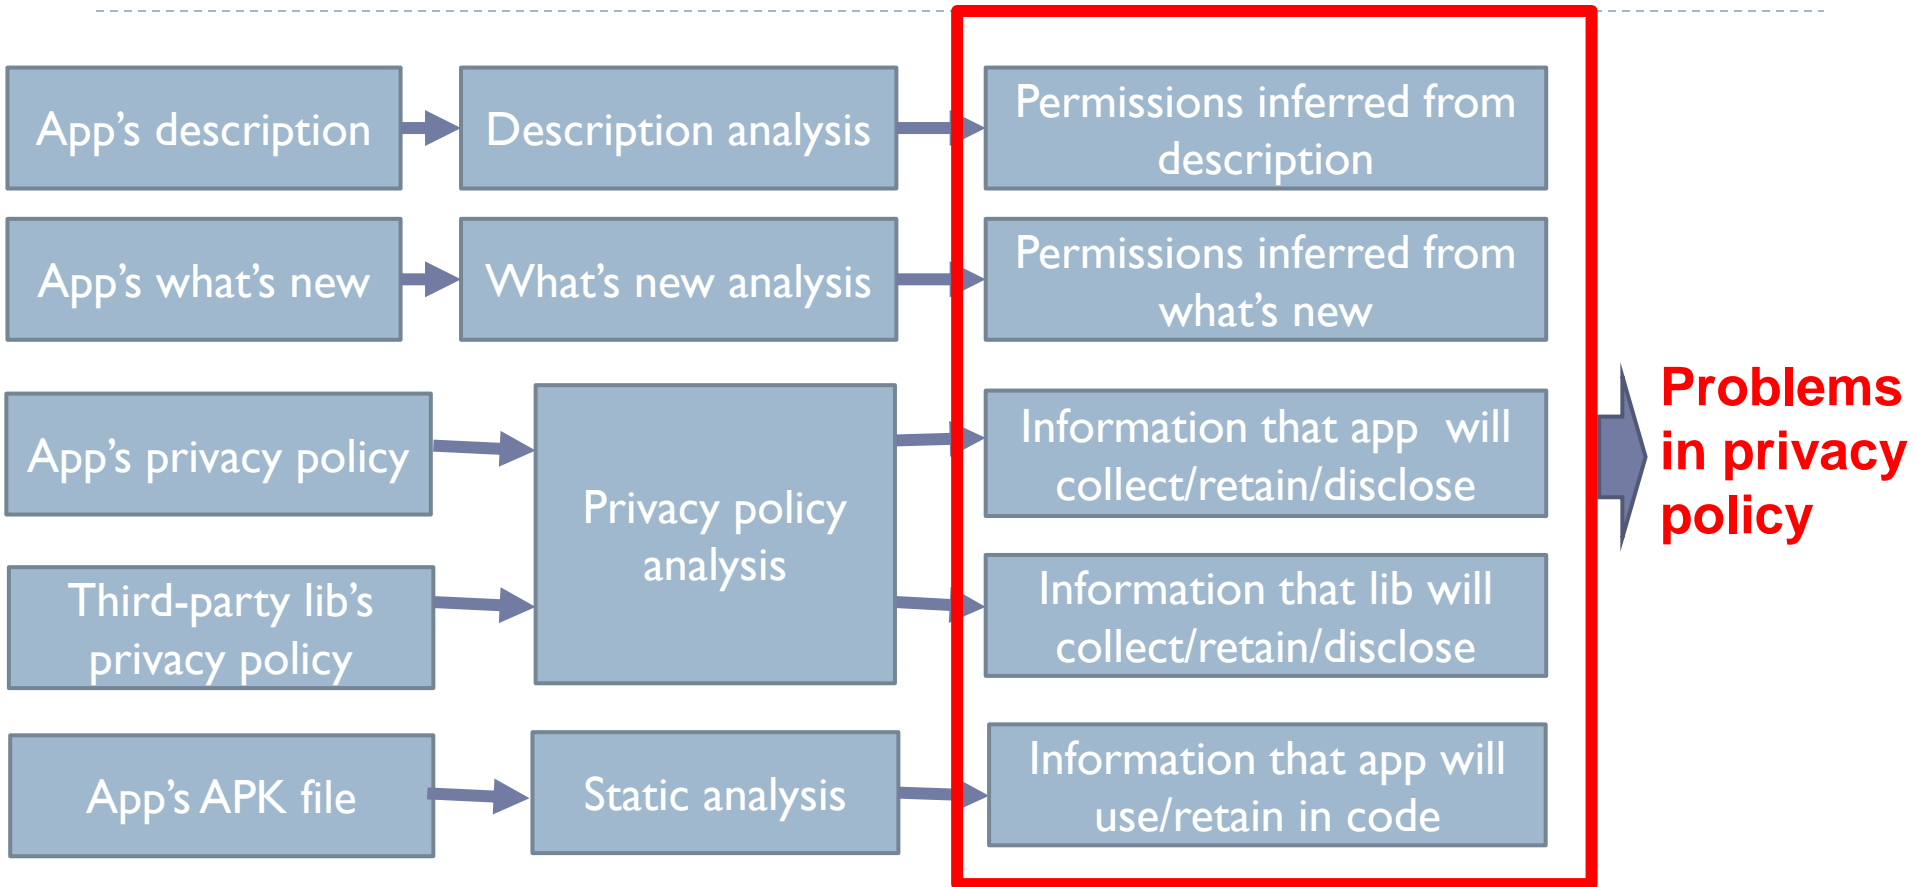 App’s description
Description analysis
Permissions inferred from
description
App’s what’s new
What’s new analysis
Permissions inferred from
what’s new
App’s privacy policy
Privacy policy
analysis
Information that app will
collect/retain/disclose
Third-party lib’s
privacy policy
Information that lib will
collect/retain/disclose
App’s APK file
Static analysis
Information that app will
use/retain in code
Problems
in privacy
policy